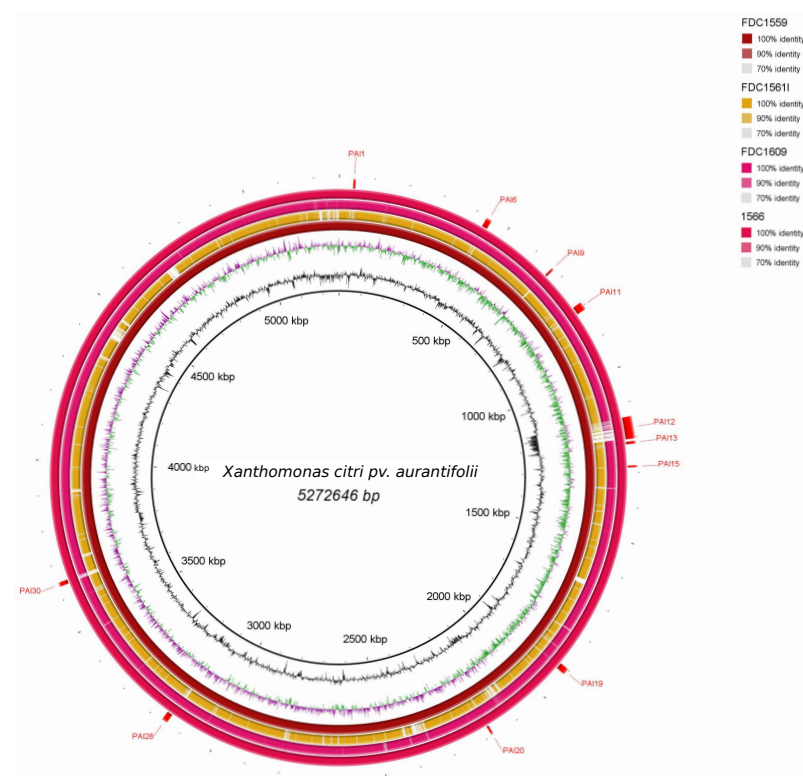 FDC1559
100% identity
90% identity
70% identity
FDC1561I
100% identity
90% identity
70% identity
FDC1609
100% identity
90% identity
70% identity
1566
100% identity
90% identity
70% identity
PAI1
PAI6
PAI9
PAI11
PAI12
PAI13
PAI15
PAI19
PAI20
PAI28
PAI30
5000 kbp
500 kbp
4500 kbp
1000 kbp
4000 kbp
Xanthomonas citri pv. aurantifolii
5272646 bp
1500 kbp
3500 kbp
2000 kbp
3000 kbp
2500 kbp